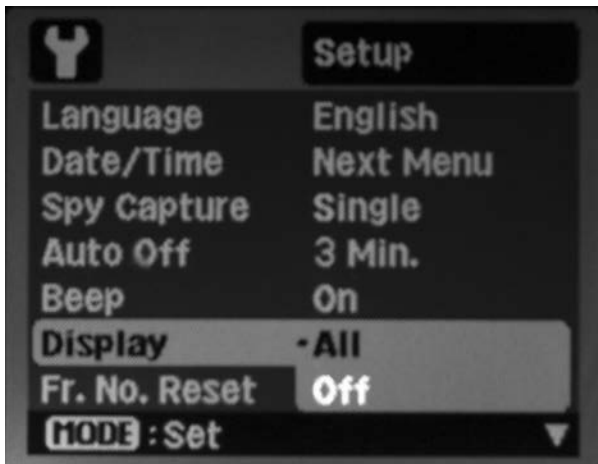 Setup
Language English
Date/Time Next Menu
Spy Capture Single
Auto Off 3 Min.
Beep On
Display ·All
Fr. No. Reset Off
MODE :Set